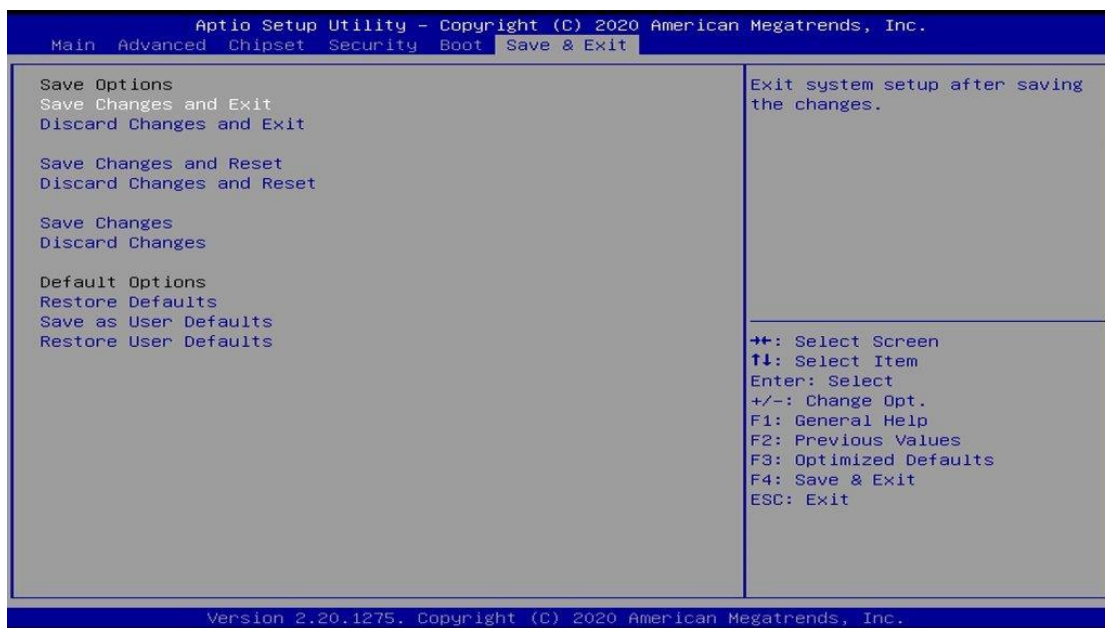 Aptio Setup Utility – Copyright (C) 2020 American Megatrends, Inc.
Main Advanced Chipset Security Boot Save & Exit
Save Options
Save Changes and Exit
Discard Changes and Exit
Save Changes and Reset
Discard Changes and Reset
Save Changes
Discard Changes
Default Options
Restore Defaults
Save as User Defaults
Restore User Defaults
Exit system setup after saving
the changes.
→←: Select Screen
↑↓: Select Item
Enter: Select
+/-: Change Opt.
F1: General Help
F2: Previous Values
F3: Optimized Defaults
F4: Save & Exit
ESC: Exit
Version 2.20.1275. Copyright (C) 2020 American Megatrends, Inc.